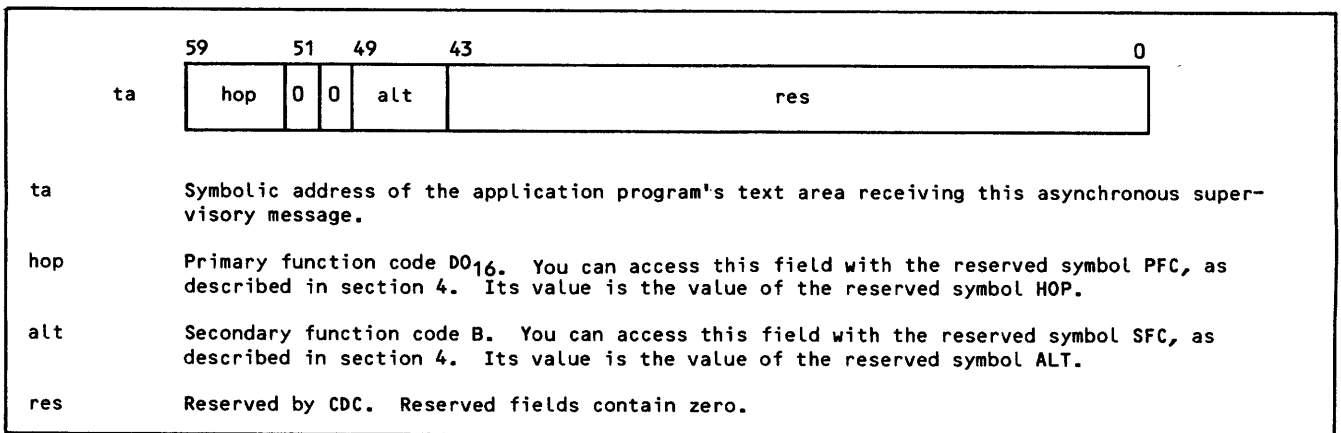 59 51 49 43 0
ta hop 0 0 alt res
ta Symbolic address of the application program's text area receiving this asynchronous super-
visory message.
hop Primary function code D0₁₆. You can access this field with the reserved symbol PFC, as
described in section 4. Its value is the value of the reserved symbol HOP.
alt Secondary function code B. You can access this field with the reserved symbol SFC, as
described in section 4. Its value is the value of the reserved symbol ALT.
res Reserved by CDC. Reserved fields contain zero.